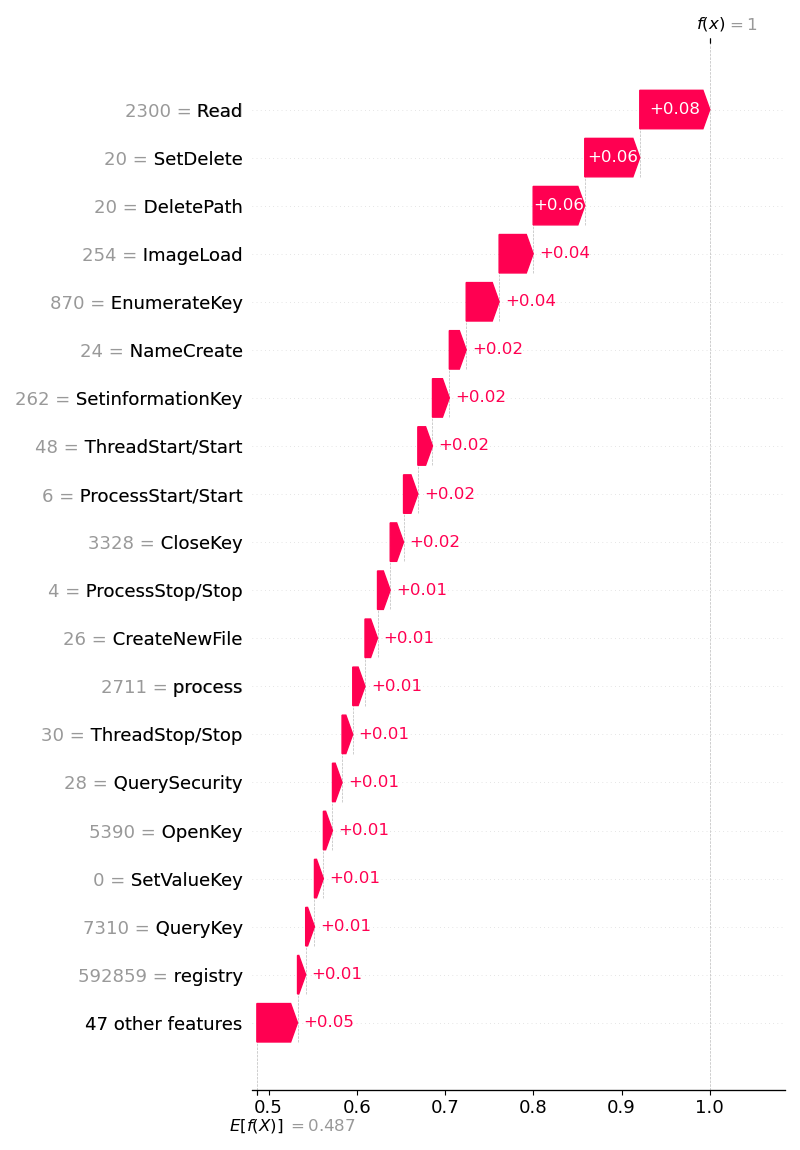 f(x) = 1
2300 = Read +0.08
20 = SetDelete +0.06
20 = DeletePath +0.06
254 = ImageLoad +0.04
870 = EnumerateKey +0.04
24 = NameCreate +0.02
262 = SetinformationKey +0.02
48 = ThreadStart/Start +0.02
6 = ProcessStart/Start +0.02
3328 = CloseKey +0.02
4 = ProcessStop/Stop +0.01
26 = CreateNewFile +0.01
2711 = process +0.01
30 = ThreadStop/Stop +0.01
28 = QuerySecurity +0.01
5390 = OpenKey +0.01
0 = SetValueKey +0.01
7310 = QueryKey +0.01
592859 = registry +0.01
47 other features +0.05
0.5 0.6 0.7 0.8 0.9 1.0
E[f(X)] = 0.487